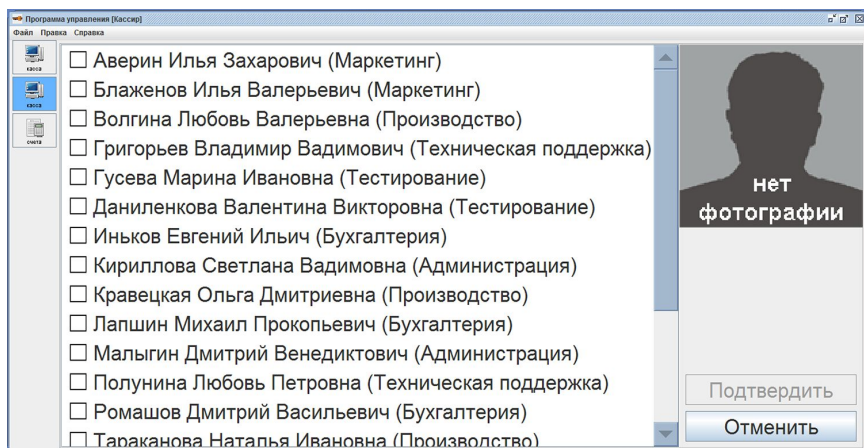 Программа управления [Кассир]
Файл Правка Справка
касса
касса
счета
Аверин Илья Захарович (Маркетинг)
Блаженов Илья Валерьевич (Маркетинг)
Волгина Любовь Валерьевна (Производство)
Григорьев Владимир Вадимович (Техническая поддержка)
Гусева Марина Ивановна (Тестирование)
Даниленкова Валентина Викторовна (Тестирование)
Иньков Евгений Ильич (Бухгалтерия)
Кириллова Светлана Вадимовна (Администрация)
Кравецкая Ольга Дмитриевна (Производство)
Лапшин Михаил Прокопьевич (Бухгалтерия)
Малыгин Дмитрий Венедиктович (Администрация)
Полунина Любовь Петровна (Техническая поддержка)
Ромашов Дмитрий Васильевич (Бухгалтерия)
Тараканова Наталья Ивановна (Производство)
нет
фотографии
Подтвердить
Отменить